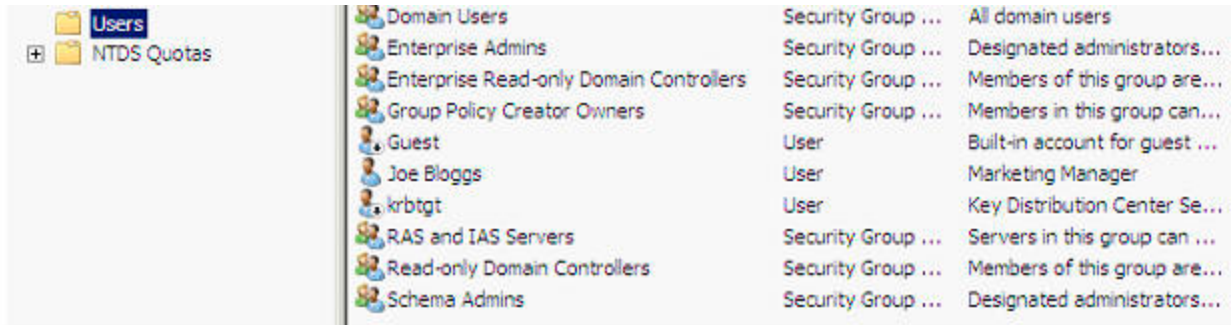 Users
NTDS Quotas
Domain Users Security Group ... All domain users
Enterprise Admins Security Group ... Designated administrators...
Enterprise Read-only Domain Controllers Security Group ... Members of this group are...
Group Policy Creator Owners Security Group ... Members in this group can...
Guest User Built-in account for guest ...
Joe Bloggs User Marketing Manager
krbtgt User Key Distribution Center Se...
RAS and IAS Servers Security Group ... Servers in this group can ...
Read-only Domain Controllers Security Group ... Members of this group are...
Schema Admins Security Group ... Designated administrators...